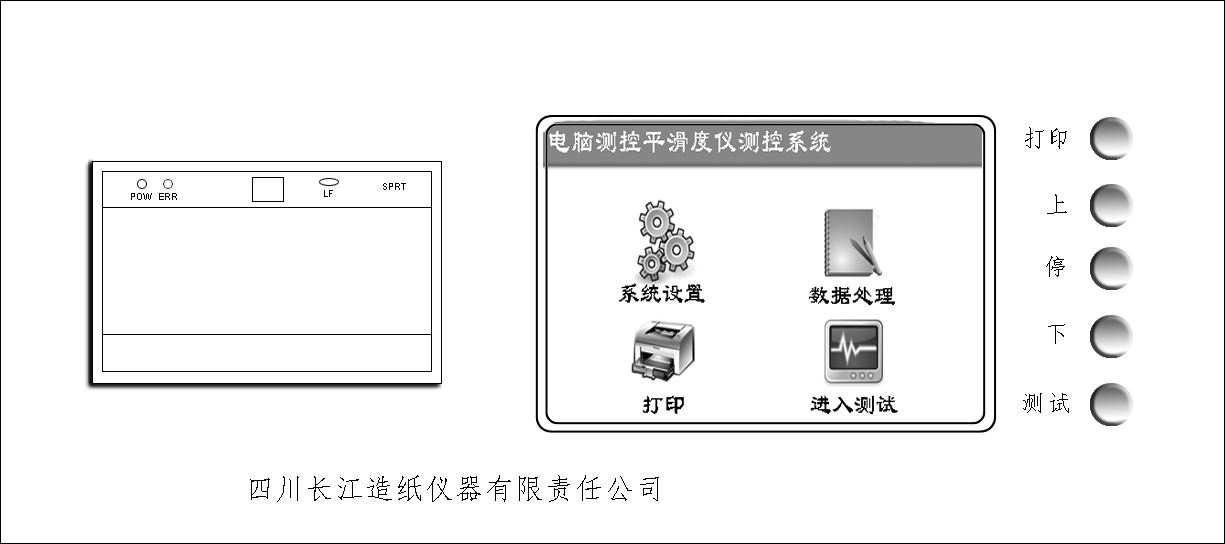 POW ERR LF SPRT
电脑测控平滑度仪测控系统
系统设置 数据处理
打印 进入测试
打印
上
停
下
测试
四川长江造纸仪器有限责任公司